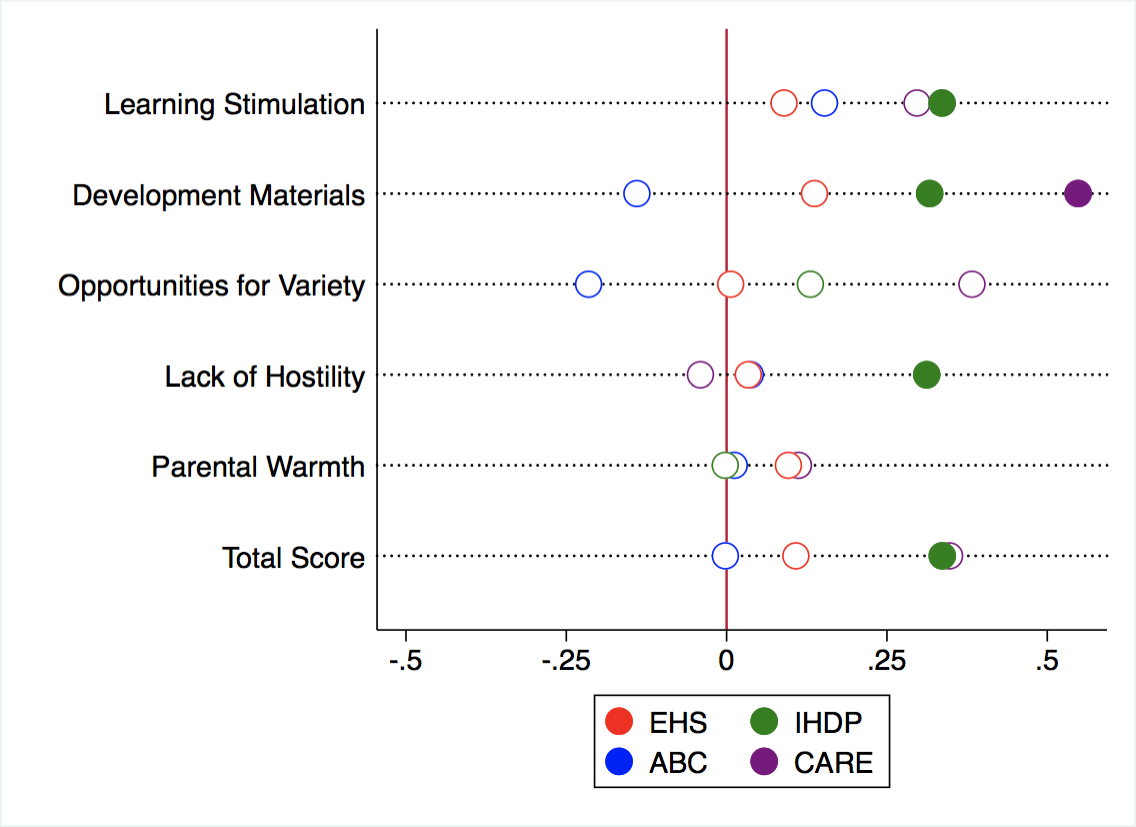 Learning Stimulation
Development Materials
Opportunities for Variety
Lack of Hostility
Parental Warmth
Total Score
-.5 -.25 0 .25 .5
EHS IHDP
ABC CARE